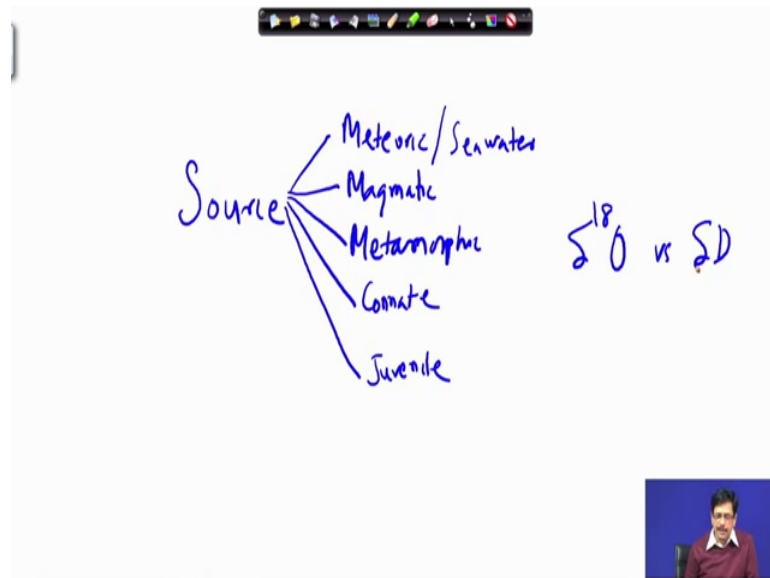 Meteoric/Seawater
Magmatic
Source
Metamorphic
δ¹⁸O vs δD
Connate
Juvenile